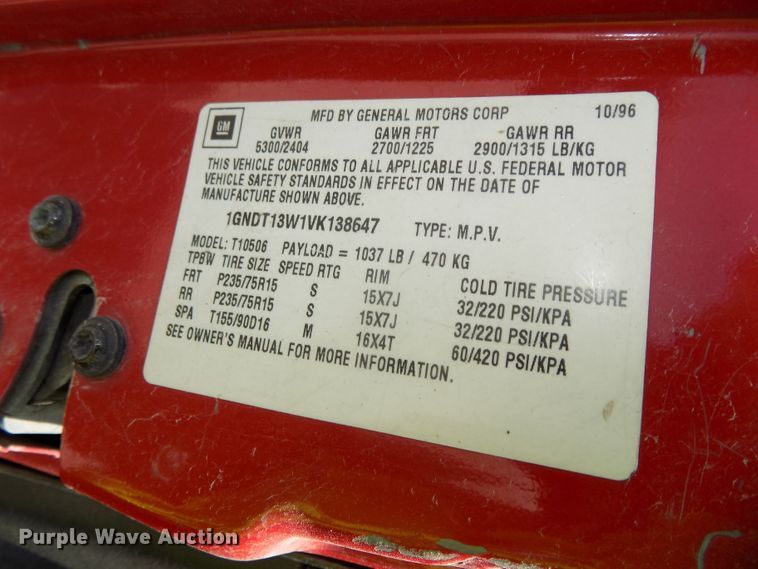 GM
MFD BY GENERAL MOTORS CORP 10/96
GVWR GAWR FRT GAWR RR
5300/2404 2700/1225 2900/1315 LB/KG
THIS VEHICLE CONFORMS TO ALL APPLICABLE U.S. FEDERAL MOTOR
VEHICLE SAFETY STANDARDS IN EFFECT ON THE DATE OF
MANUFACTURE SHOWN ABOVE.
1GNDT13W1VK138647 TYPE: M.P.V.
MODEL: T10506 PAYLOAD = 1037 LB / 470 KG
TPBW TIRE SIZE SPEED RTG RIM COLD TIRE PRESSURE
FRT P235/75R15 S 15X7J 32/220 PSI/KPA
RR P235/75R15 S 15X7J 32/220 PSI/KPA
SPA T155/90D16 M 16X4T 60/420 PSI/KPA
SEE OWNER'S MANUAL FOR MORE INFORMATION.
Purple Wave Auction